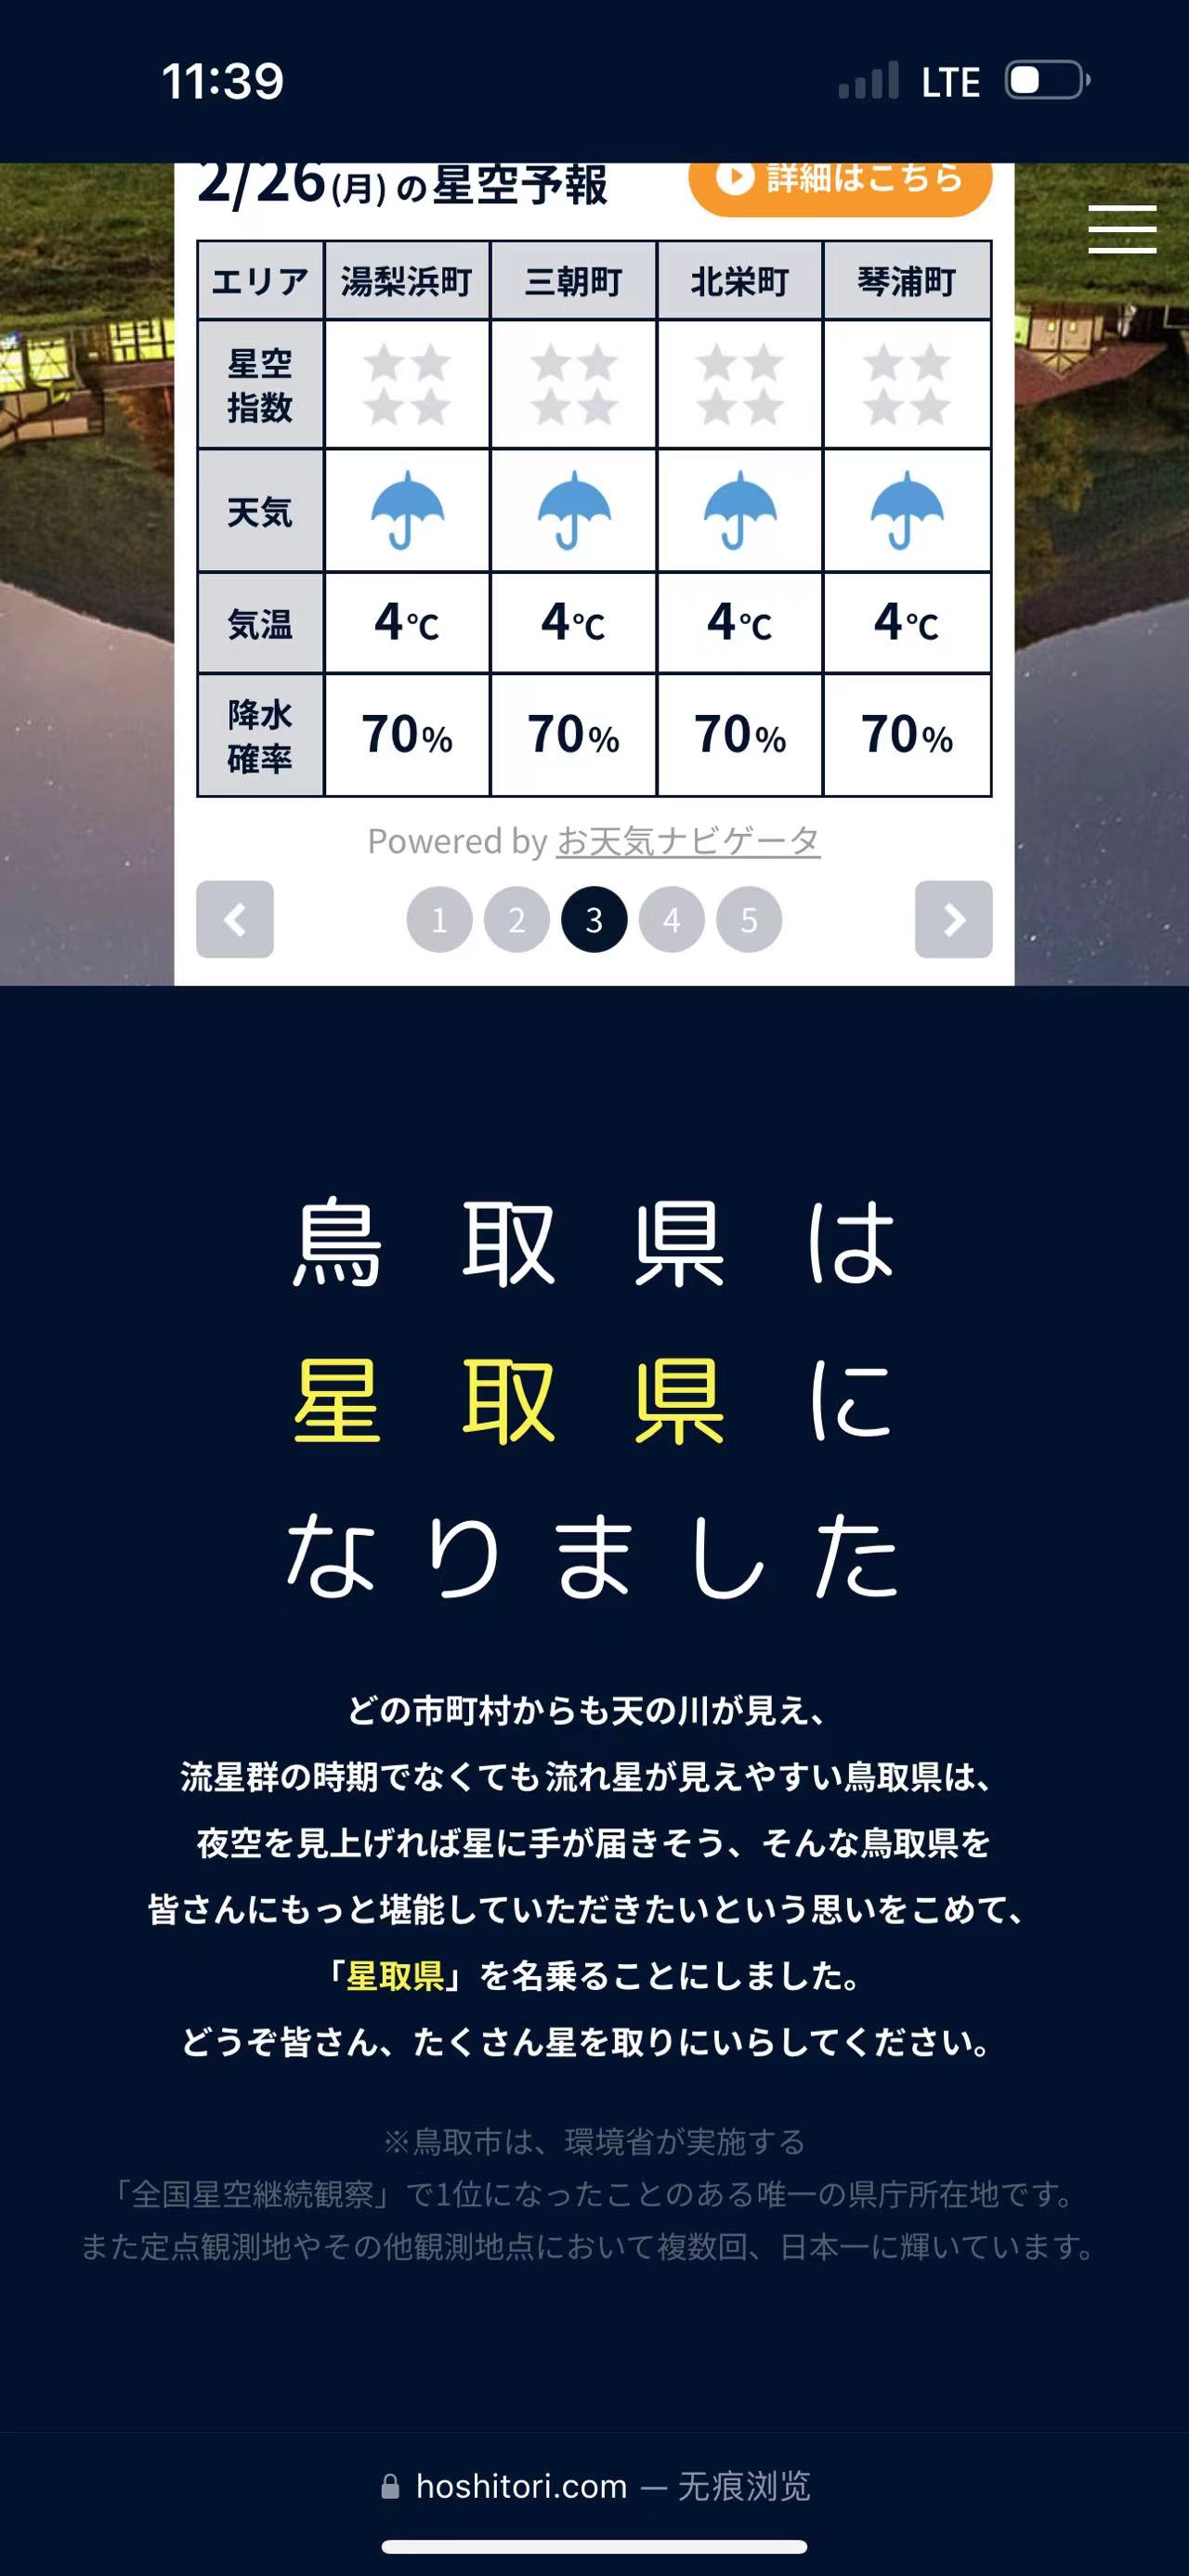 11:39 LTE
2/26(月)の星空予報 詳細はこちら
エリア 湯梨浜町 三朝町 北栄町 琴浦町
星空
指数
天気
気温 4℃ 4℃ 4℃ 4℃
降水
確率 70% 70% 70% 70%
Powered by お天気ナビゲータ
1 2 3 4 5
鳥取県は
星取県に
なりました
どの市町村からも天の川が見え、
流星群の時期でなくても流れ星が見えやすい鳥取県は、
夜空を見上げれば星に手が届きそう、そんな鳥取県を
皆さんにもっと堪能していただきたいという思いをこめて、
「星取県」を名乗ることにしました。
どうぞ皆さん、たくさん星を取りにいらしてください。
※鳥取市は、環境省が実施する
「全国星空継続観察」で1位になったことのある唯一の県庁所在地です。
また定点観測地やその他観測地点において複数回、日本一に輝いています。
hoshitori.com — 无痕浏览